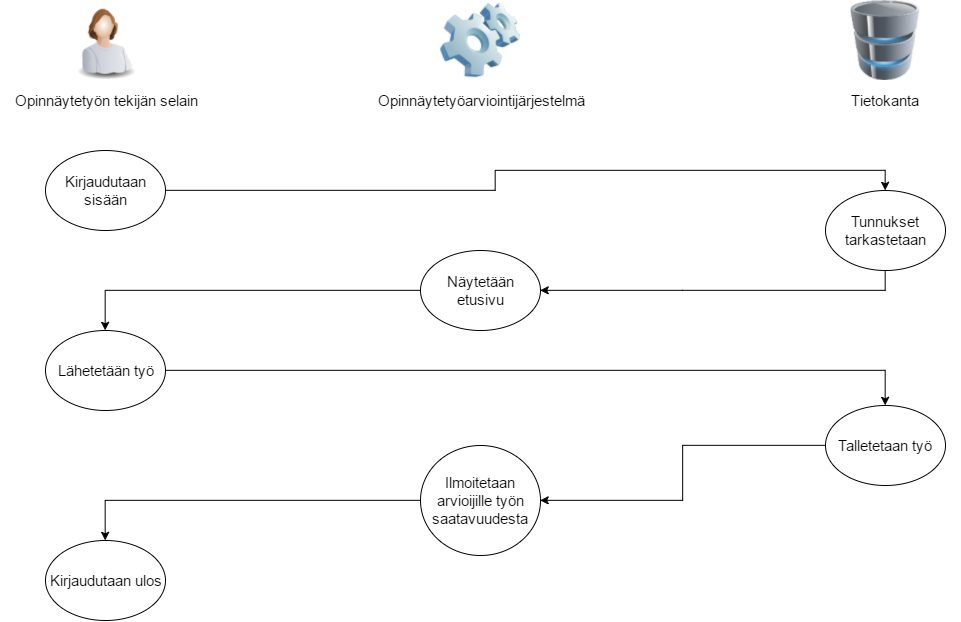 Opinnäytetyön tekijän selain
Opinnäytetyöarviointijärjestelmä
Tietokanta
Kirjaudutaan
sisään
Tunnukset
tarkastetaan
Näytetään
etusivu
Lähetetään työ
Talletetaan työ
Ilmoitetaan
arvioijille työn
saatavuudesta
Kirjaudutaan ulos